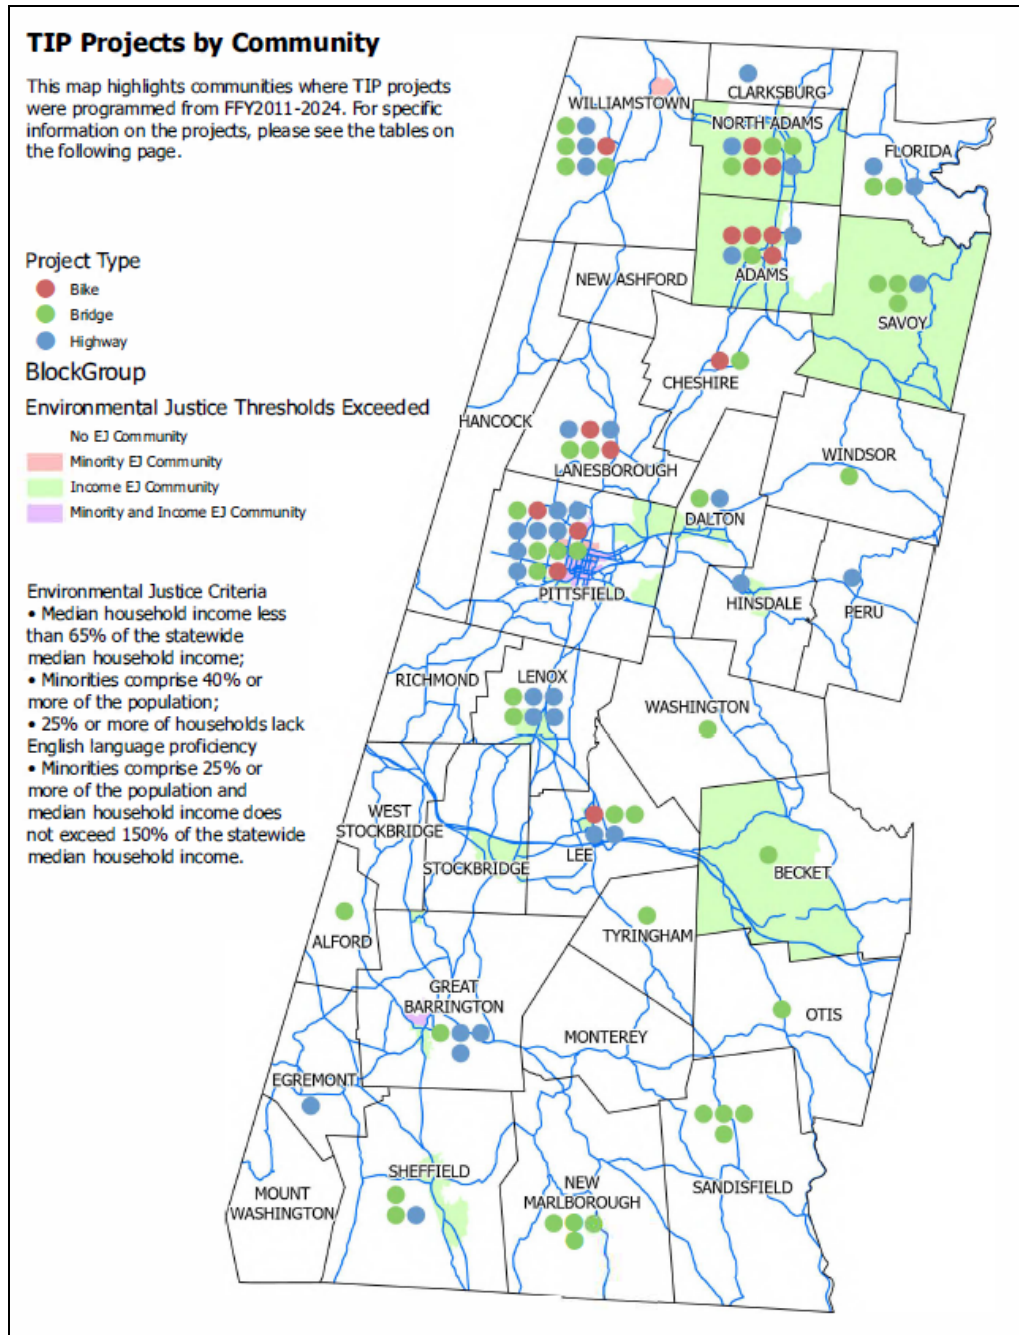 TIP Projects by Community
This map highlights communities where TIP projects
were programmed from FFY2011-2024. For specific
information on the projects, please see the tables on
the following page.
Project Type
Bike
Bridge
Highway
BlockGroup
Environmental Justice Thresholds Exceeded
No EJ Community
Minority EJ Community
Income EJ Community
Minority and Income EJ Community
Environmental Justice Criteria
• Median household income less
than 65% of the statewide
median household income;
• Minorities comprise 40% or
more of the population;
• 25% or more of households lack
English language proficiency
• Minorities comprise 25% or
more of the population and
median household income does
not exceed 150% of the statewide
median household income.
WILLIAMSTOWN
CLARKSBURG
NORTH ADAMS
FLORIDA
NEW ASHFORD
ADAMS
SAVOY
CHESHIRE
HANCOCK
LANESBOROUGH
WINDSOR
DALTON
PITTSFIELD
HINSDALE
PERU
RICHMOND
LENOX
WASHINGTON
WEST
STOCKBRIDGE
STOCKBRIDGE
LEE
BECKET
ALFORD
TYRINGHAM
GREAT
BARRINGTON
MONTEREY
OTIS
EGREMONT
SHEFFIELD
MOUNT
WASHINGTON
NEW
MARLBOROUGH
SANDISFIELD